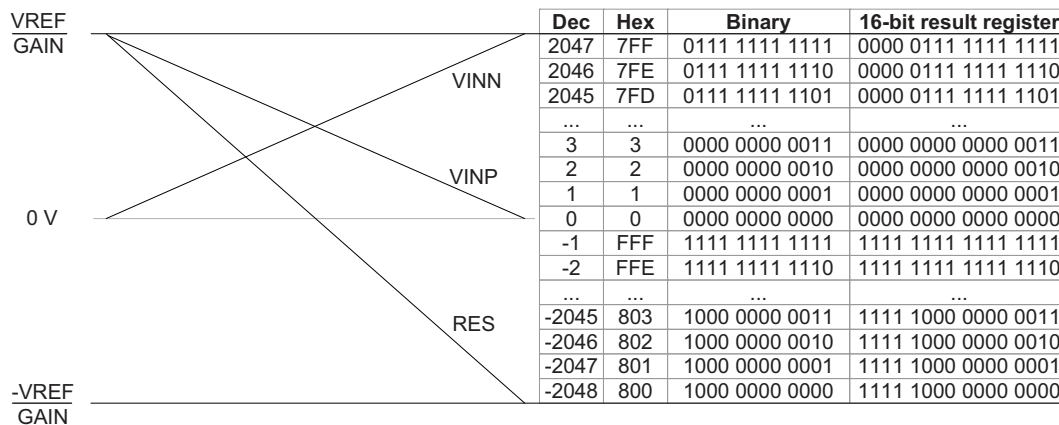 VREF
GAIN
VINN
VINP
0 V
RES
-VREF
GAIN
Dec Hex Binary 16-bit result register
2047 7FF 0111 1111 1111 0000 0111 1111 1111
2046 7FE 0111 1111 1110 0000 0111 1111 1110
2045 7FD 0111 1111 1101 0000 0111 1111 1101
... ... ... ...
3 3 0000 0000 0011 0000 0000 0000 0011
2 2 0000 0000 0010 0000 0000 0000 0010
1 1 0000 0000 0001 0000 0000 0000 0001
0 0 0000 0000 0000 0000 0000 0000 0000
-1 FFF 1111 1111 1111 1111 1111 1111 1111
-2 FFE 1111 1111 1110 1111 1111 1111 1110
... ... ... ...
-2045 803 1000 0000 0011 1111 1000 0000 0011
-2046 802 1000 0000 0010 1111 1000 0000 0010
-2047 801 1000 0000 0001 1111 1000 0000 0001
-2048 800 1000 0000 0000 1111 1000 0000 0000